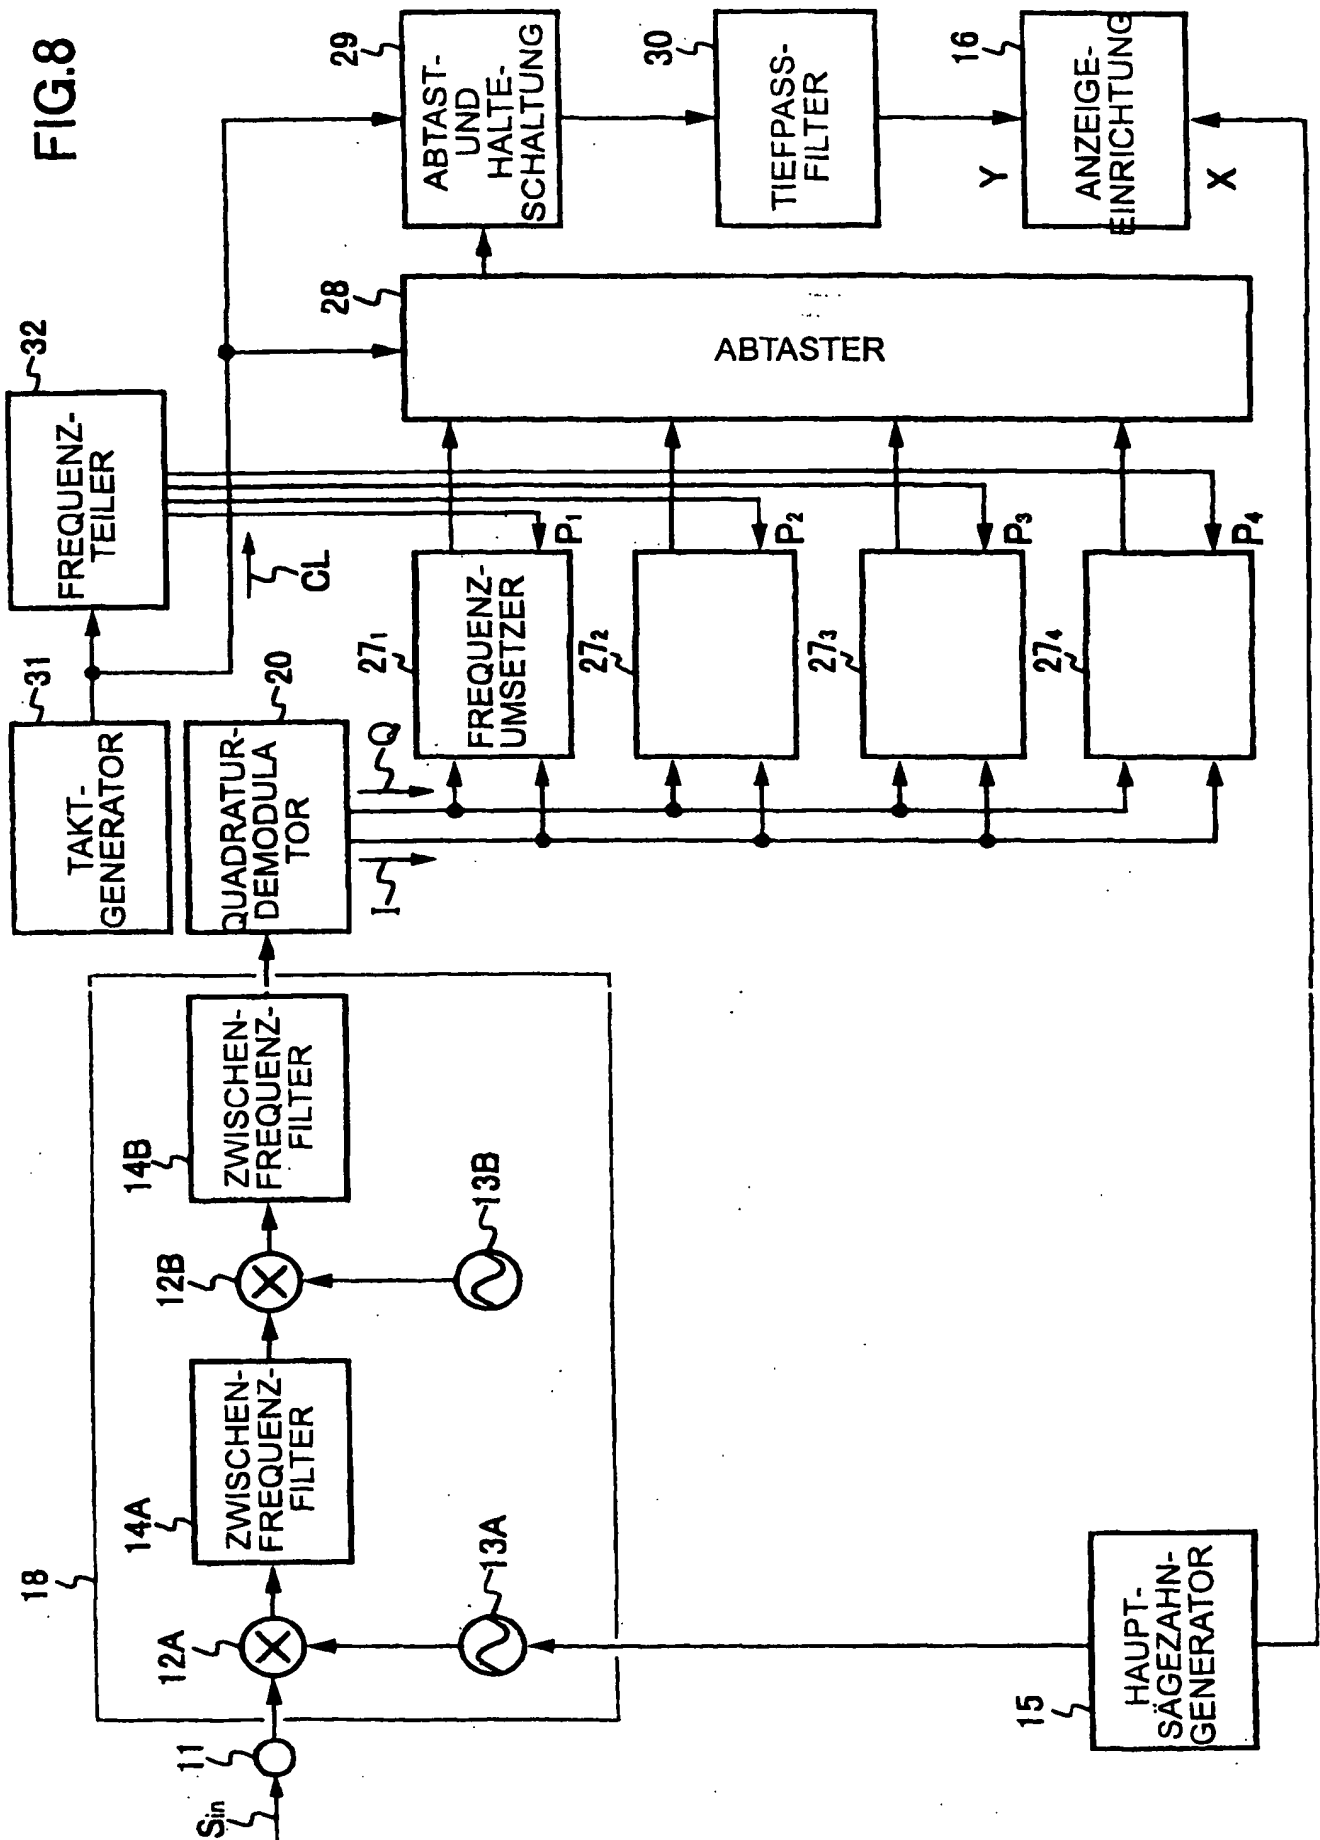 FIG.8
Sin
11
18
12A
13A
14A
ZWISCHEN-
FREQUENZ-
FILTER
12B
13B
14B
ZWISCHEN-
FREQUENZ-
FILTER
15
HAUPT-
SÄGEZAHN-
GENERATOR
31
TAKT-
GENERATOR
20
QUADRATUR-
DEMODULA
TOR
I
Q
32
FREQUENZ-
TEILER
CL
27₁
FREQUENZ-
UMSETZER
P₁
27₂
P₂
27₃
P₃
27₄
P₄
28
ABTASTER
29
ABTAST-
UND
HALTE-
SCHALTUNG
30
TIEFPASS-
FILTER
16
ANZEIGE-
EINRICHTUNG
Y
X